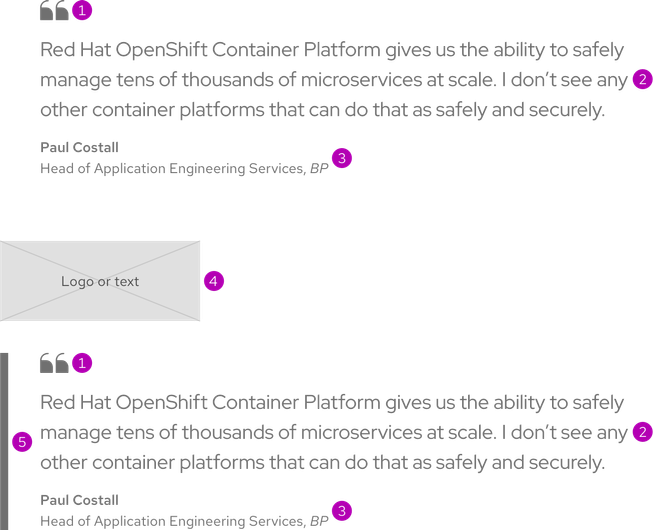 1
Red Hat OpenShift Container Platform gives us the ability to safely
manage tens of thousands of microservices at scale. I don’t see any 2
other container platforms that can do that as safely and securely.
Paul Costall
Head of Application Engineering Services, BP 3
Logo or text 4
1
Red Hat OpenShift Container Platform gives us the ability to safely
5 manage tens of thousands of microservices at scale. I don’t see any 2
other container platforms that can do that as safely and securely.
Paul Costall
Head of Application Engineering Services, BP 3